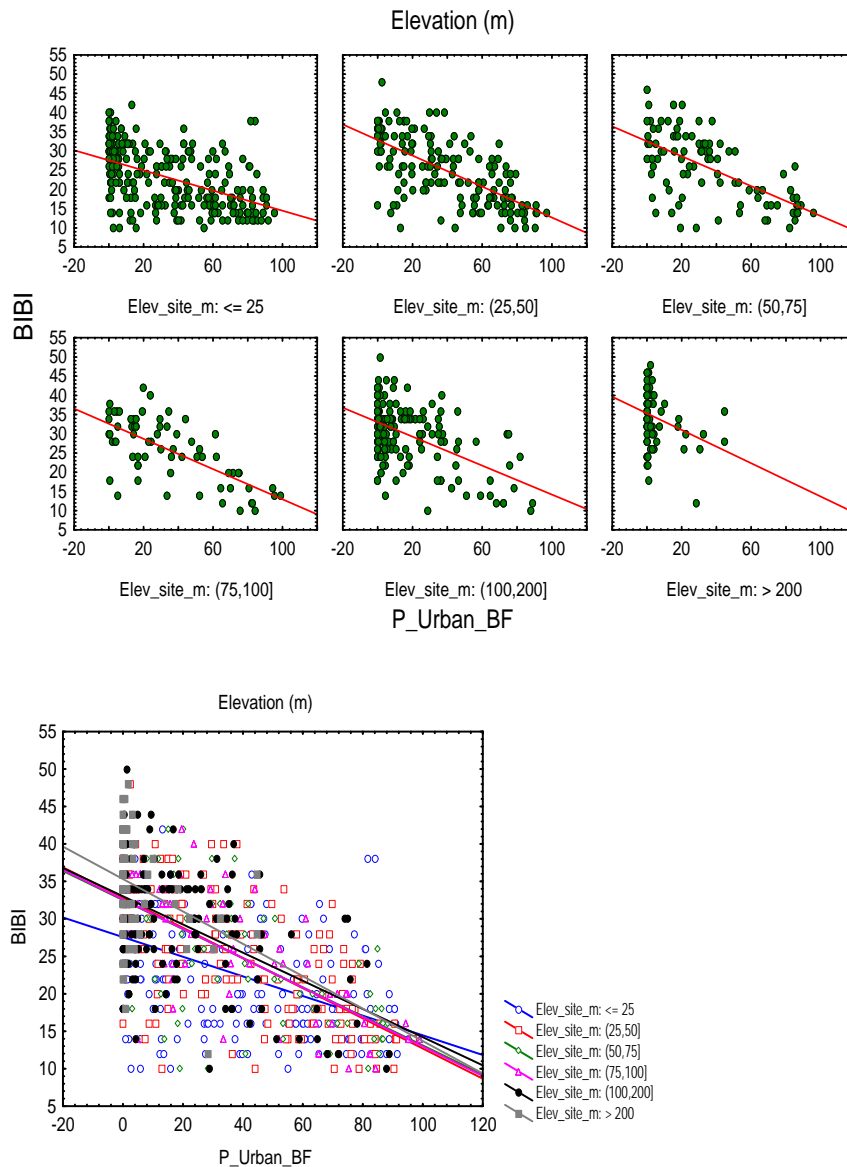 Elevation (m)
55
50
45
40
35
30
25
20
15
10
5
-20 20 60 100
Elev_site_m: <= 25
-20 20 60 100
Elev_site_m: (25,50]
-20 20 60 100
Elev_site_m: (50,75]
BIBI
55
50
45
40
35
30
25
20
15
10
5
-20 20 60 100
Elev_site_m: (75,100]
-20 20 60 100
Elev_site_m: (100,200]
-20 20 60 100
Elev_site_m: > 200
P_Urban_BF
Elevation (m)
55
50
45
40
35
30
25
20
15
10
5
BIBI
-20 0 20 40 60 80 100 120
P_Urban_BF
Elev_site_m: <= 25
Elev_site_m: (25,50]
Elev_site_m: (50,75]
Elev_site_m: (75,100]
Elev_site_m: (100,200]
Elev_site_m: > 200